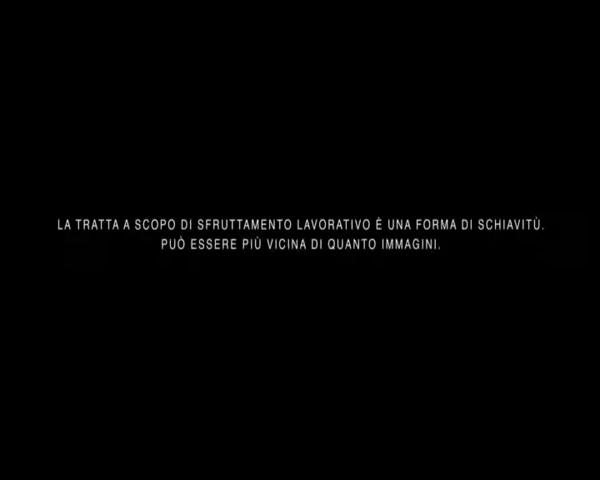 LA TRATTA A SCOPO DI SFRUTTAMENTO LAVORATIVO È UNA FORMA DI SCHIAVITÙ.
PUÒ ESSERE PIÙ VICINA DI QUANTO IMMAGINI.